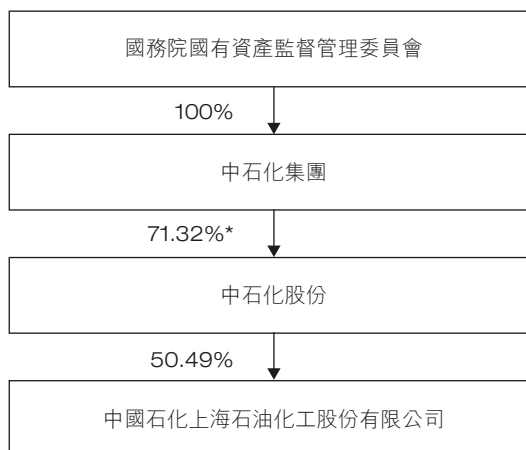 國務院國有資產監督管理委員會
100%
中石化集團
71.32%*
中石化股份
50.49%
中國石化上海石油化工股份有限公司